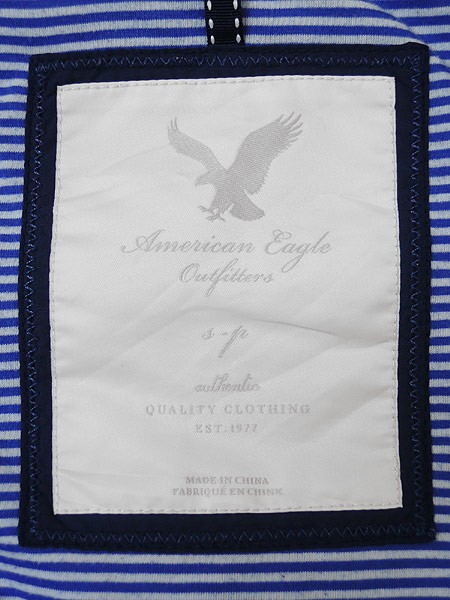 American Eagle
Outfitters
s-p
authentic
QUALITY CLOTHING
EST. 1977
MADE IN CHINA
FABRIQUÉ EN CHINE